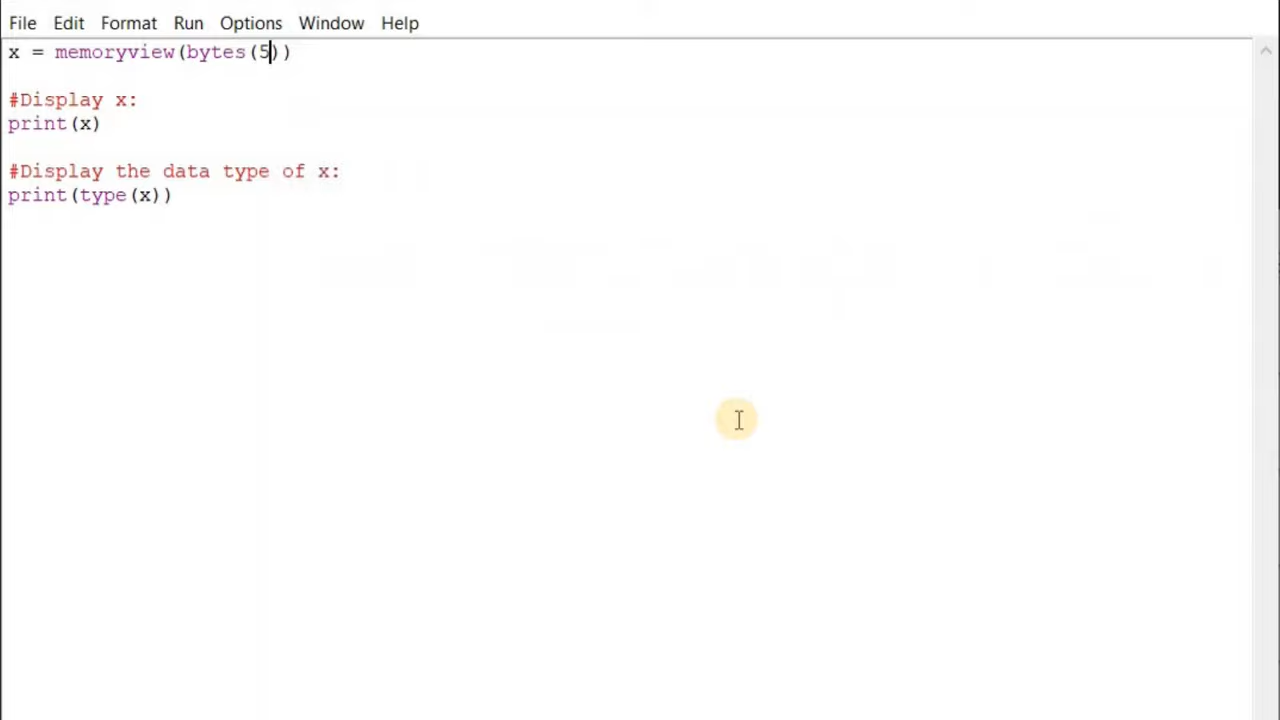 File Edit Format Run Options Window Help
x = memoryview(bytes(5))
#Display x:
print(x)
#Display the data type of x:
print(type(x))